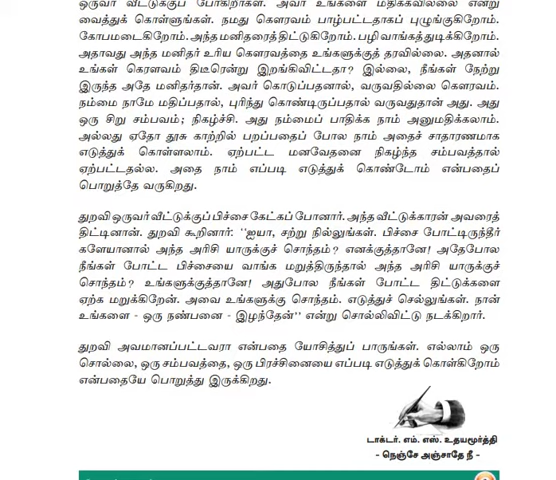 ஒருவர் வீட்டுக்குப் போகிறீர்கள். அவர் உங்களை மதிக்கவில்லை என்று
வைத்துக் கொள்ளுங்கள். நமது கௌரவம் பாழ்பட்டதாகப் புழுங்குகிறோம்.
கோபமடைகிறோம். அந்த மனிதரைத்திட்டுகிறோம். பழி வாங்கத்துடிக்கிறோம்.
அதாவது அந்த மனிதர் உரிய கௌரவத்தை உங்களுக்குத் தரவில்லை. அதனால்
உங்கள் கௌரவம் திடீரென்று இறங்கிவிட்டதா? இல்லை, நீங்கள் நேற்று
இருந்த அதே மனிதர்தான். அவர் கொடுப்பதனால், வருவதில்லை கௌரவம்.
நம்மை நாமே மதிப்பதால், புரிந்து கொண்டிருப்பதால் வருவதுதான் அது. அது
ஒரு சிறு சம்பவம்; நிகழ்ச்சி. அது நம்மைப் பாதிக்க நாம் அனுமதிக்கலாம்.
அல்லது ஏதோ தூசு காற்றில் பறப்பதைப் போல நாம் அதைச் சாதாரணமாக
எடுத்துக் கொள்ளலாம். ஏற்பட்ட மனவேதனை நிகழ்ந்த சம்பவத்தால்
ஏற்பட்டதல்ல. அதை நாம் எப்படி எடுத்துக் கொண்டோம் என்பதைப்
பொறுத்தே வருகிறது.
துறவி ஒருவர் வீட்டுக்குப் பிச்சை கேட்கப் போனார். அந்த வீட்டுக்காரன் அவரைத்
திட்டினான். துறவி கூறினார்: "ஐயா, சற்று நில்லுங்கள். பிச்சை போட்டிருந்தீர்
களேயானால் அந்த அரிசி யாருக்குச் சொந்தம்? எனக்குத்தானே! அதேபோல
நீங்கள் போட்ட பிச்சையை வாங்க மறுத்திருந்தால் அந்த அரிசி யாருக்குச்
சொந்தம்? உங்களுக்குத்தானே! அதுபோல நீங்கள் போட்ட திட்டுக்களை
ஏற்க மறுக்கிறேன். அவை உங்களுக்கு சொந்தம். எடுத்துச் செல்லுங்கள். நான்
உங்களை - ஒரு நண்பனை - இழந்தேன்" என்று சொல்லிவிட்டு நடக்கிறார்.
துறவி அவமானப்பட்டவரா என்பதை யோசித்துப் பாருங்கள். எல்லாம் ஒரு
சொல்லை, ஒரு சம்பவத்தை, ஒரு பிரச்சினையை எப்படி எடுத்துக் கொள்கிறோம்
என்பதையே பொறுத்து இருக்கிறது.
டாக்டர். எம். எஸ். உதயமூர்த்தி
- நெஞ்சே அஞ்சாதே நீ -